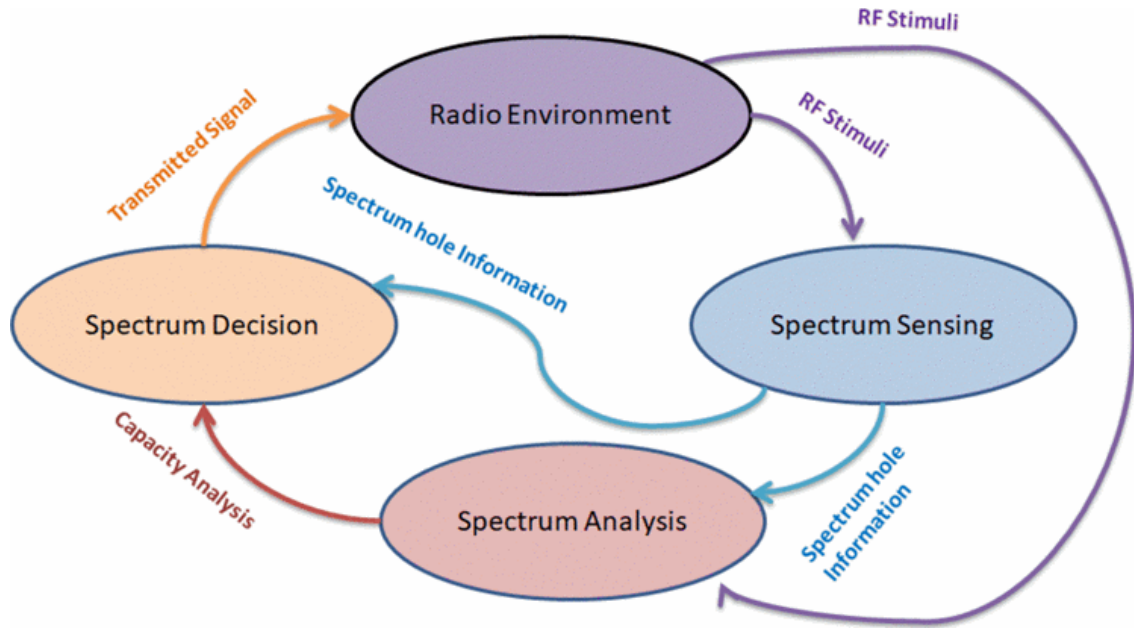 RF Stimuli
Radio Environment
RF Stimuli
Transmitted Signal
Spectrum hole Information
Spectrum Decision
Spectrum Sensing
Capacity Analysis
Spectrum Analysis
Spectrum hole
Information